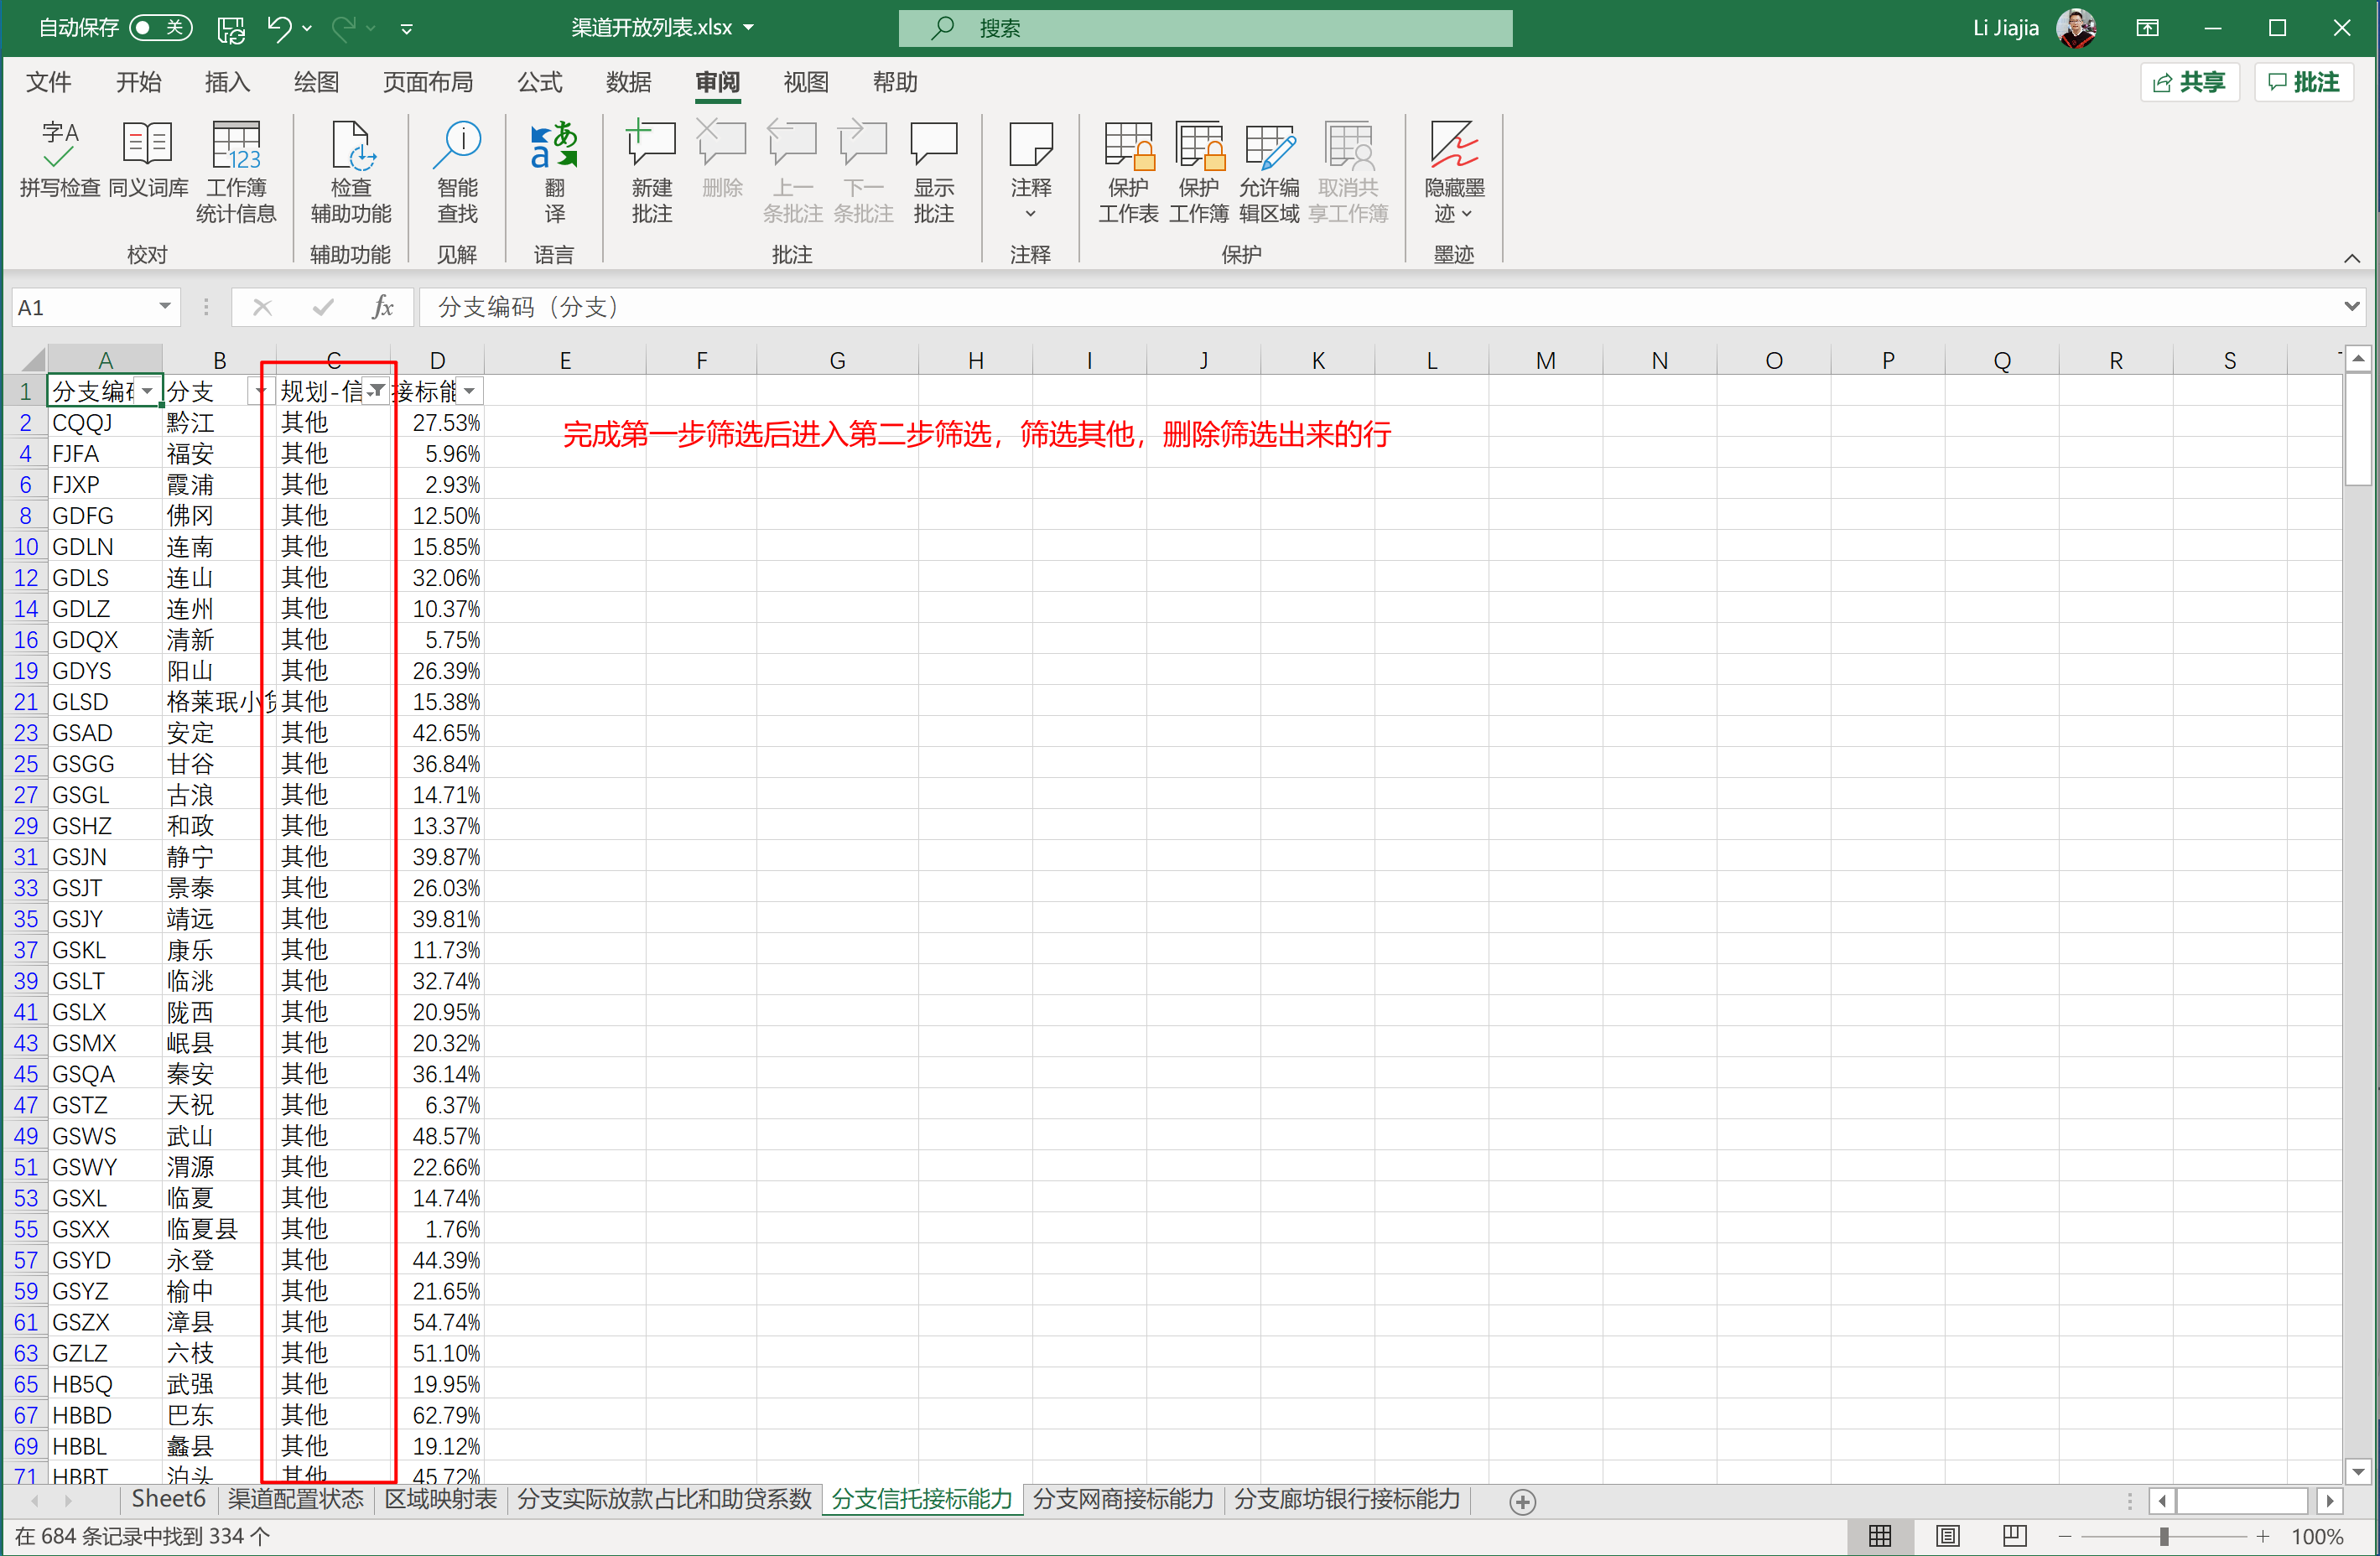 自动保存 关 渠道开放列表.xlsx 搜索 Li Jiajia
文件 开始 插入 绘图 页面布局 公式 数据 审阅 视图 帮助 共享 批注
字A 123 i あ a
拼写检查 同义词库 工作簿 统计信息 检查 辅助功能 智能 查找 翻 译 新建 批注 删除 上一 条批注 下一 条批注 显示 批注 注释 保护 工作表 保护 工作簿 允许编 辑区域 取消共 享工作簿 隐藏墨 迹
校对 辅助功能 见解 语言 批注 注释 保护 墨迹
A1 fx 分支编码（分支）
A B C D E F G H I J K L M N O P Q R S
1 分支编 分支 规划-信 接标能
2 CQQJ 黔江 其他 27.53%
完成第一步筛选后进入第二步筛选，筛选其他，删除筛选出来的行
4 FJFA 福安 其他 5.96%
6 FJXP 霞浦 其他 2.93%
8 GDFG 佛冈 其他 12.50%
10 GDLN 连南 其他 15.85%
12 GDLS 连山 其他 32.06%
14 GDLZ 连州 其他 10.37%
16 GDQX 清新 其他 5.75%
19 GDYS 阳山 其他 26.39%
21 GLSD 格莱珉小 其他 15.38%
23 GSAD 安定 其他 42.65%
25 GSGG 甘谷 其他 36.84%
27 GSGL 古浪 其他 14.71%
29 GSHZ 和政 其他 13.37%
31 GSJN 静宁 其他 39.87%
33 GSJT 景泰 其他 26.03%
35 GSJY 靖远 其他 39.81%
37 GSKL 康乐 其他 11.73%
39 GSLT 临洮 其他 32.74%
41 GSLX 陇西 其他 20.95%
43 GSMX 岷县 其他 20.32%
45 GSQA 秦安 其他 36.14%
47 GSTZ 天祝 其他 6.37%
49 GSWS 武山 其他 48.57%
51 GSWY 渭源 其他 22.66%
53 GSXL 临夏 其他 14.74%
55 GSXX 临夏县 其他 1.76%
57 GSYD 永登 其他 44.39%
59 GSYZ 榆中 其他 21.65%
61 GSZX 漳县 其他 54.74%
63 GZLZ 六枝 其他 51.10%
65 HB5Q 武强 其他 19.95%
67 HBBD 巴东 其他 62.79%
69 HBBL 蠡县 其他 19.12%
71 HBBT 泊头 其他 45.72%
Sheet6 渠道配置状态 区域映射表 分支实际放款占比和助贷系数 分支信托接标能力 分支网商接标能力 分支廊坊银行接标能力
在 684 条记录中找到 334 个 100%